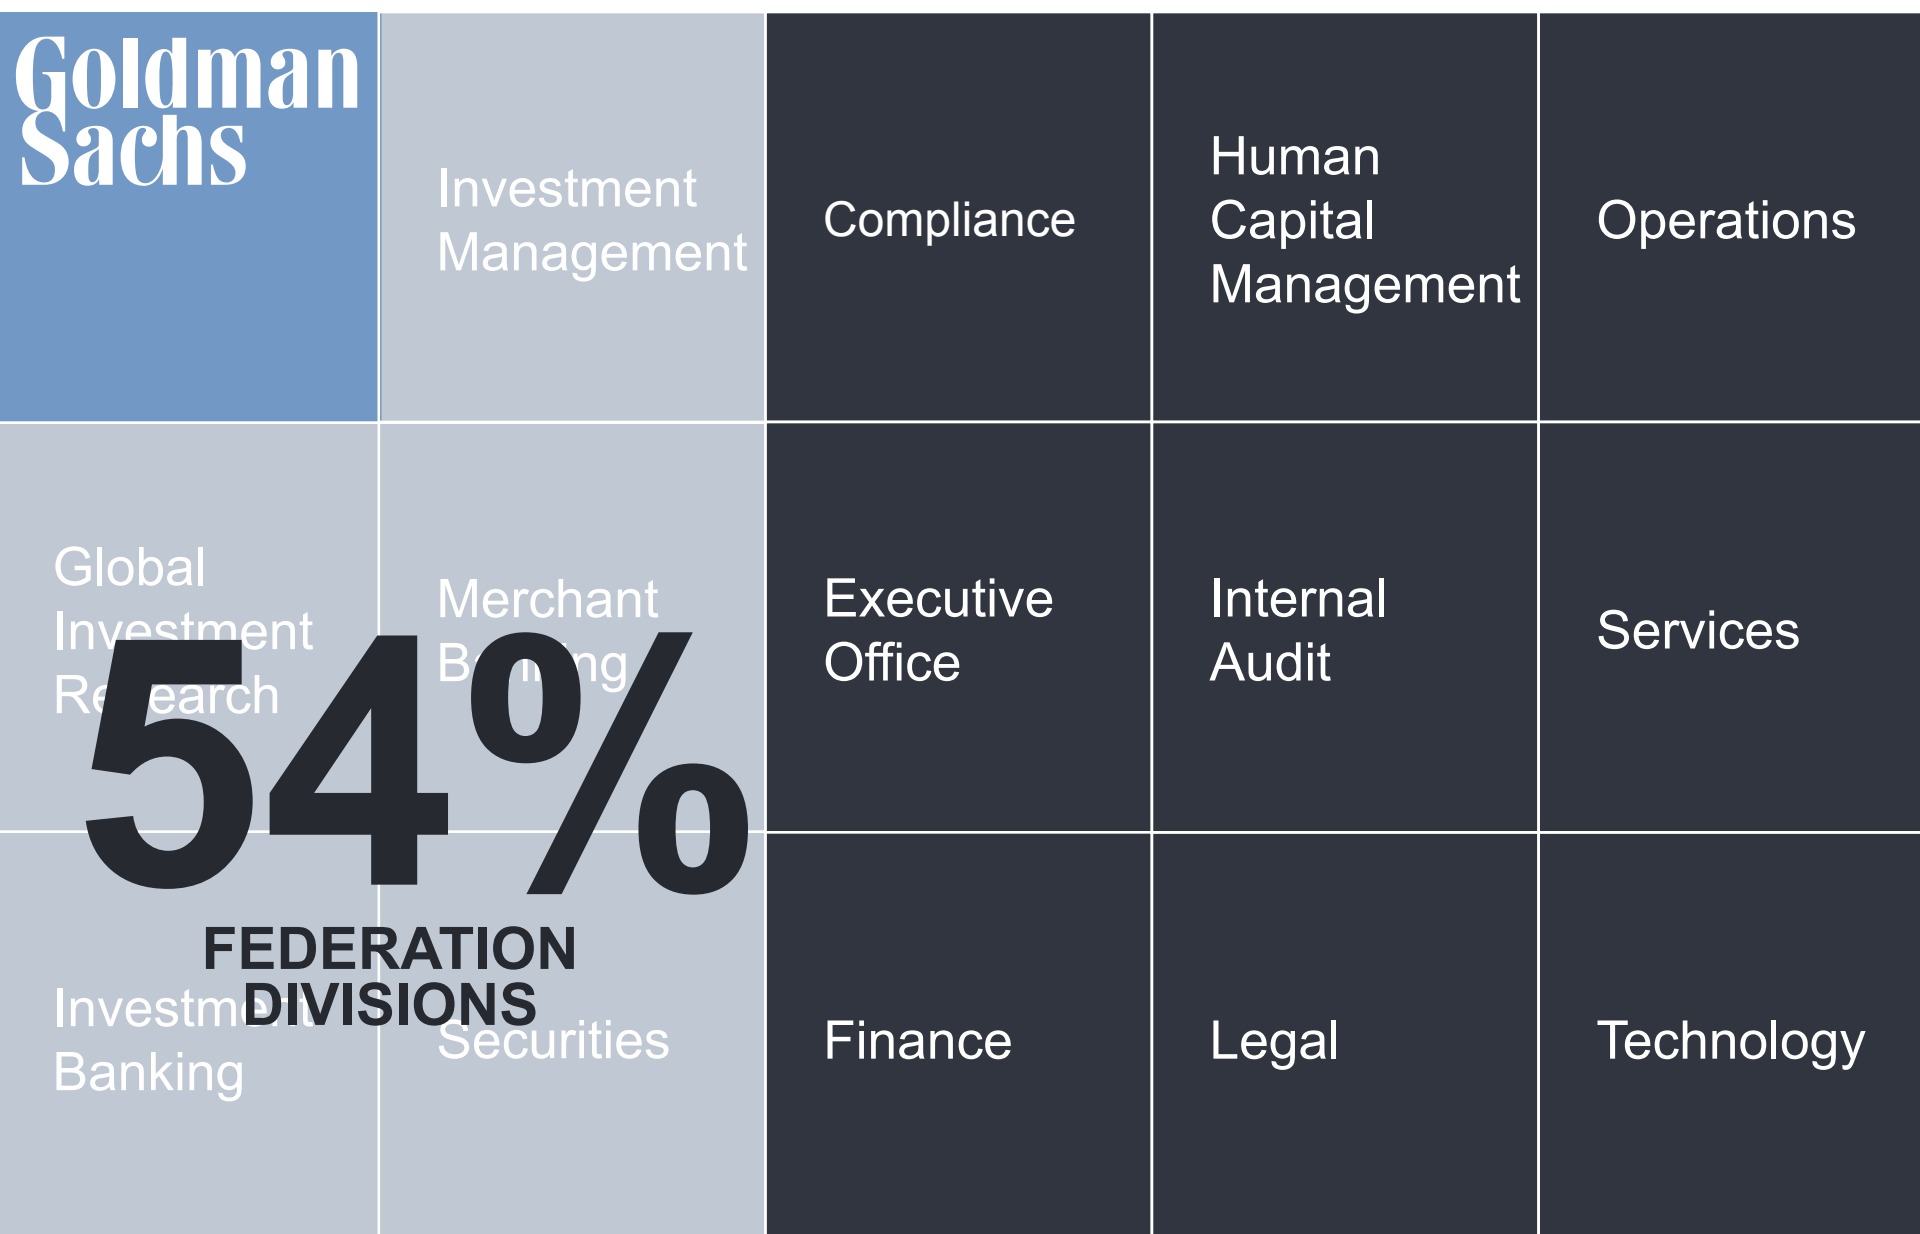 Goldman
Sachs
Investment
Management
Compliance
Human
Capital
Management
Operations
Global
Investment
Research
Merchant
Banking
Executive
Office
Internal
Audit
Services
54%
FEDERATION
DIVISIONS
Investment
Banking
Securities
Finance
Legal
Technology